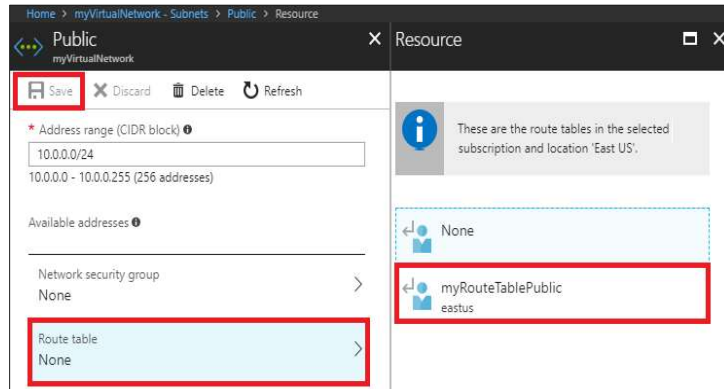 Home > myVirtualNetwork - Subnets > Public > Resource
Public
myVirtualNetwork
Save Discard Delete Refresh
* Address range (CIDR block)
10.0.0.0/24
10.0.0.0 - 10.0.0.255 (256 addresses)
Available addresses
Network security group
None
Route table
None
Resource
These are the route tables in the selected
subscription and location 'East US'.
None
myRouteTablePublic
eastus